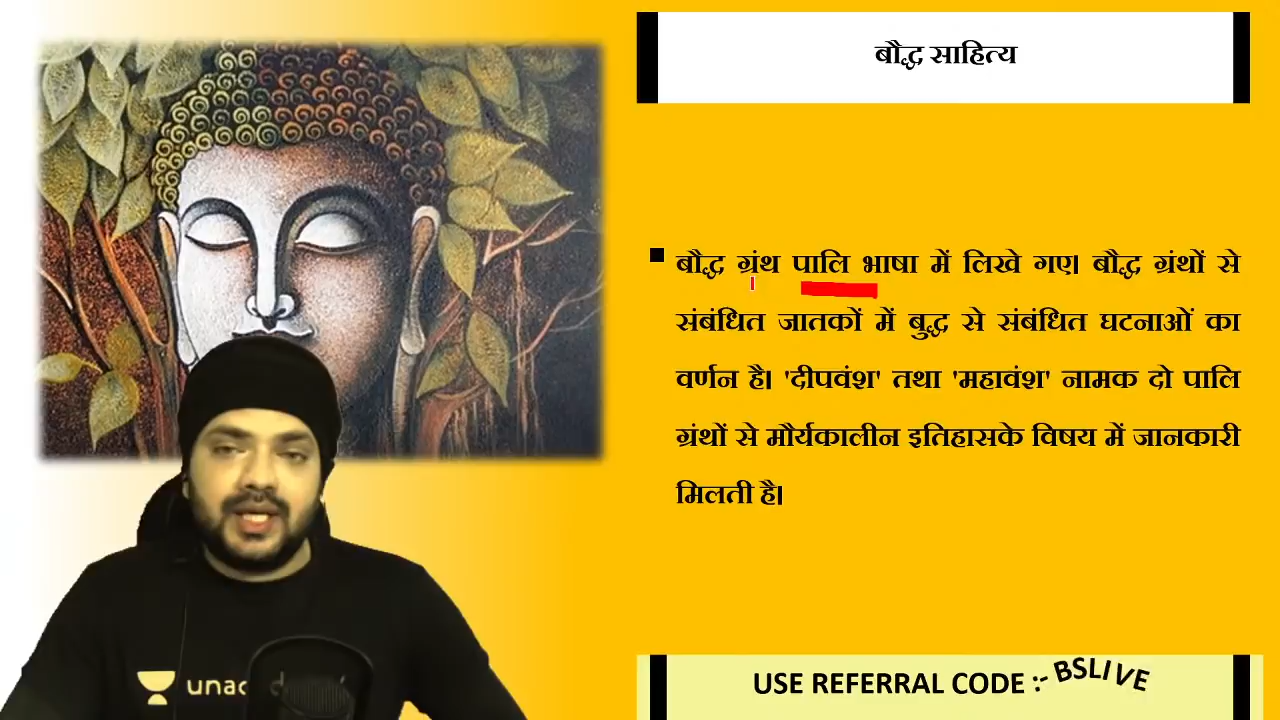 बौद्ध साहित्य
बौद्ध ग्रंथ पालि भाषा में लिखे गए। बौद्ध ग्रंथों से
संबंधित जातकों में बुद्ध से संबंधित घटनाओं का
वर्णन है। 'दीपवंश' तथा 'महावंश' नामक दो पालि
ग्रंथों से मौर्यकालीन इतिहासके विषय में जानकारी
मिलती है।
USE REFERRAL CODE :- BSLIVE